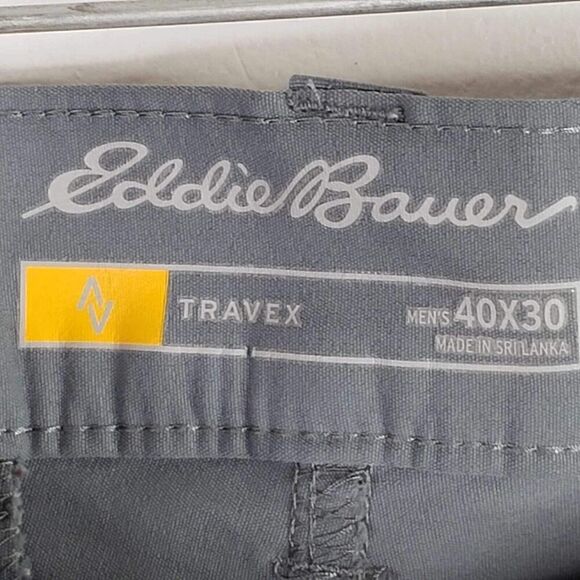 Eddie Bauer
TRAVEX
MEN'S 40X30
MADE IN SRI LANKA